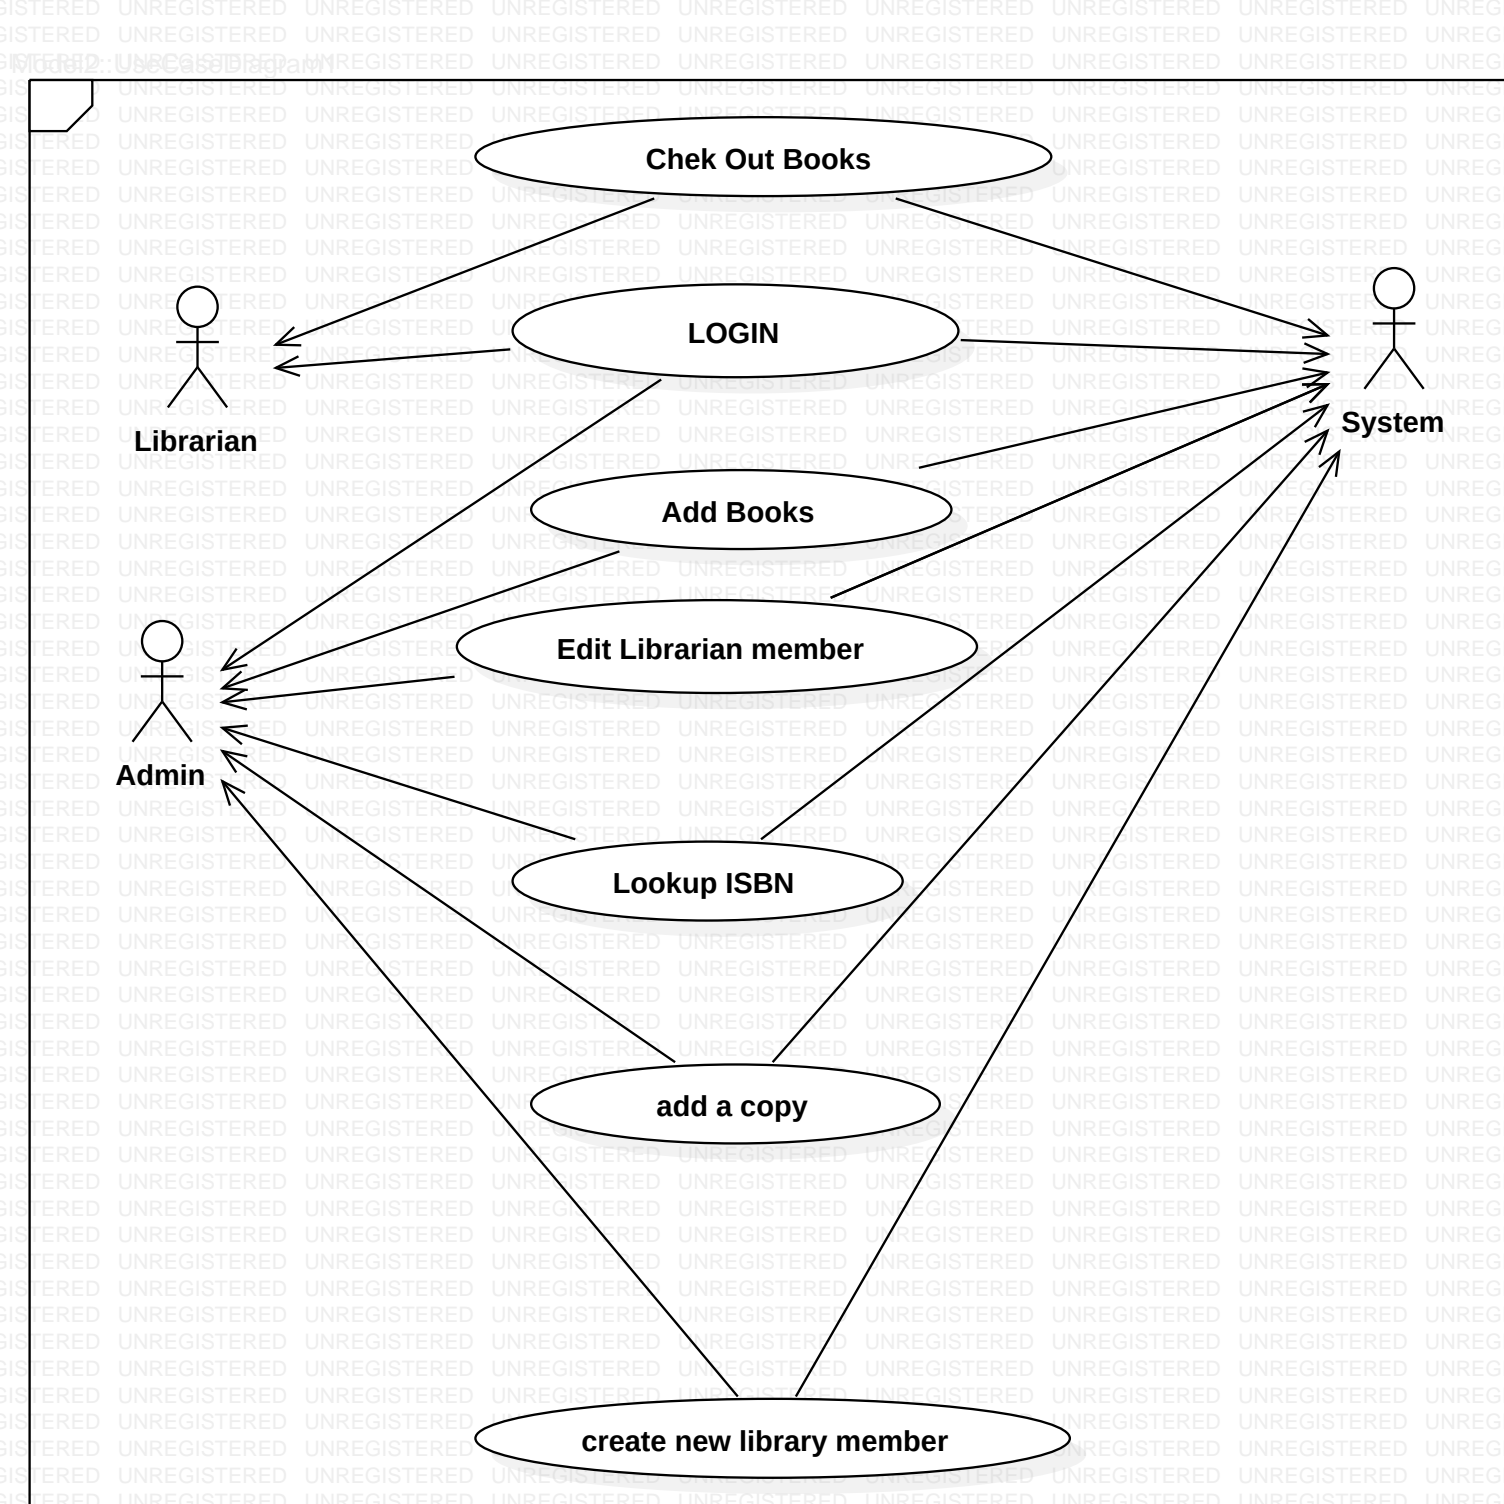 Model2::UseCaseDiagram1
Chek Out Books
LOGIN
Librarian
System
Add Books
Edit Librarian member
Admin
Lookup ISBN
add a copy
create new library member
UNREGISTERED